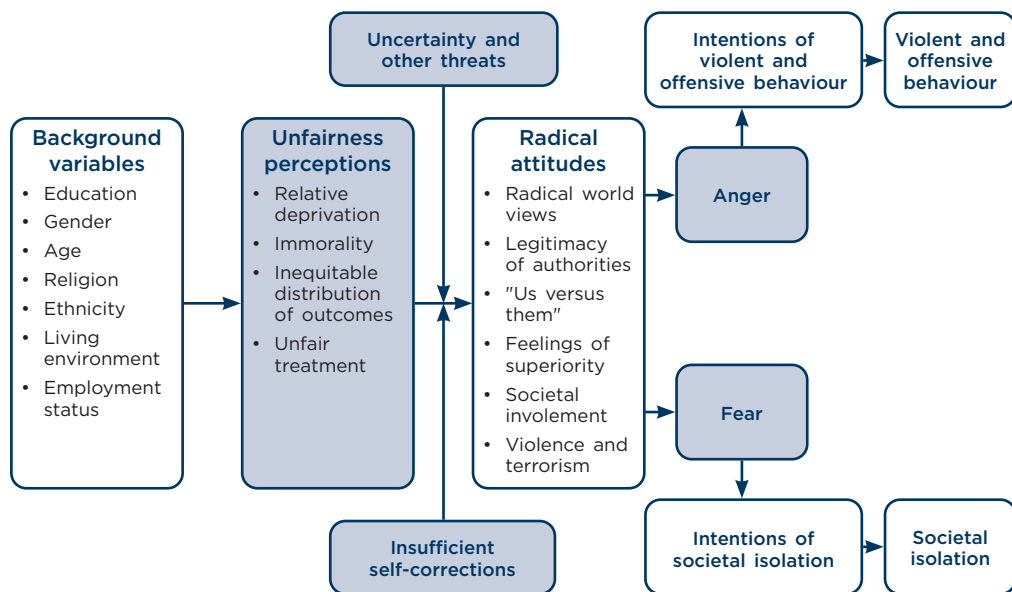 Uncertainty and
other threats
Intentions of
violent and
offensive behaviour
Violent and
offensive
behaviour
Background
variables
• Education
• Gender
• Age
• Religion
• Ethnicity
• Living
environment
• Employment
status
Unfairness
perceptions
• Relative
deprivation
• Immorality
• Inequitable
distribution
of outcomes
• Unfair
treatment
Radical
attitudes
• Radical world
views
• Legitimacy
of authorities
• "Us versus
them"
• Feelings of
superiority
• Societal
involement
• Violence and
terrorism
Anger
Fear
Insufficient
self-corrections
Intentions of
societal isolation
Societal
isolation